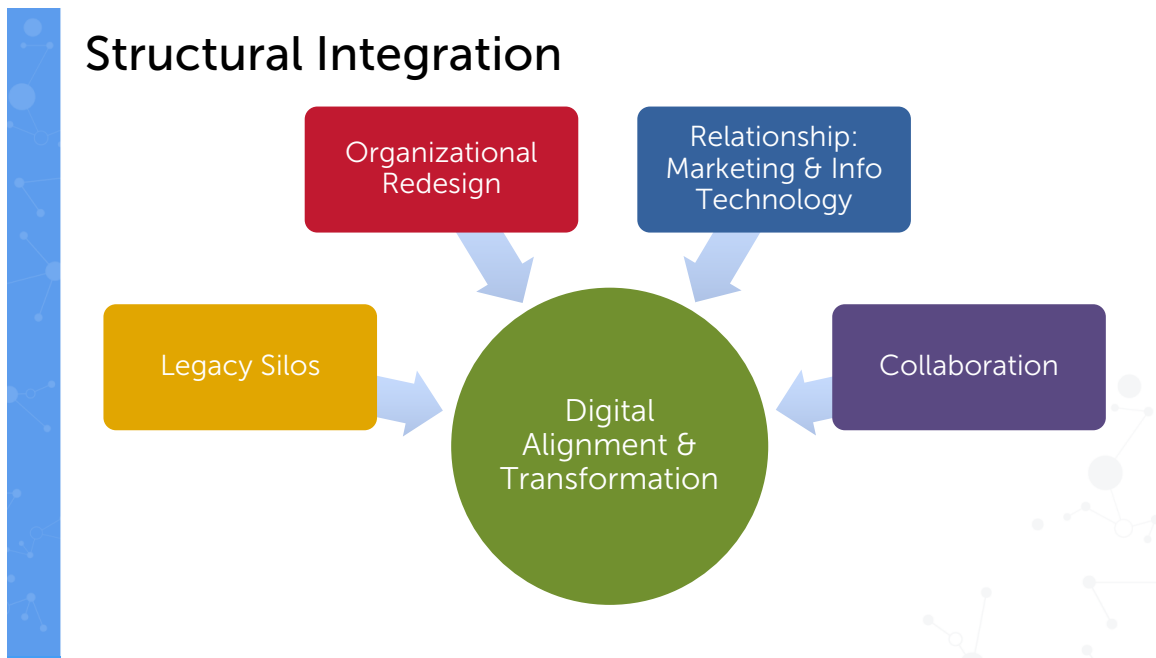 Structural Integration
Organizational
Redesign
Relationship:
Marketing & Info
Technology
Legacy Silos
Collaboration
Digital
Alignment &
Transformation